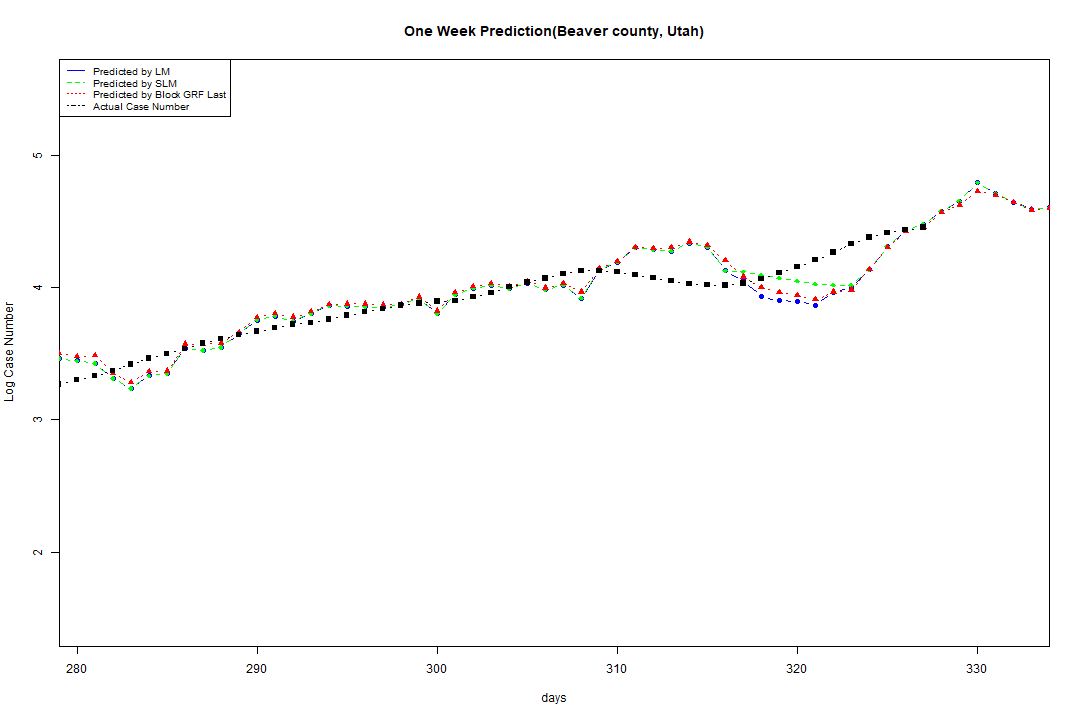 One Week Prediction(Beaver county, Utah)
Predicted by LM
Predicted by SLM
Predicted by Block GRF Last
Actual Case Number
5
4
3
2
Log Case Number
280 290 300 310 320 330
days